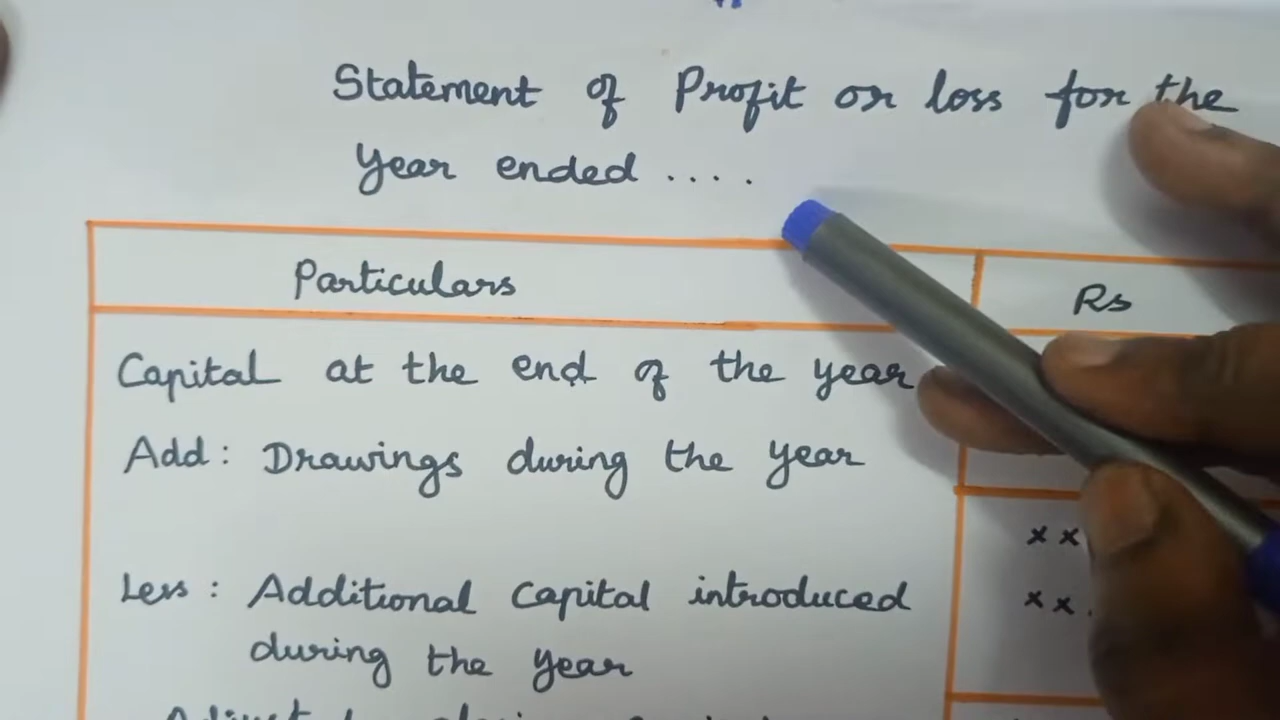 Statement of Profit or loss for the
Year ended ....
Particulars
Rs
Capital at the end of the year
Add : Drawings during the year
x x
Less : Additional Capital introduced
x x
during the year